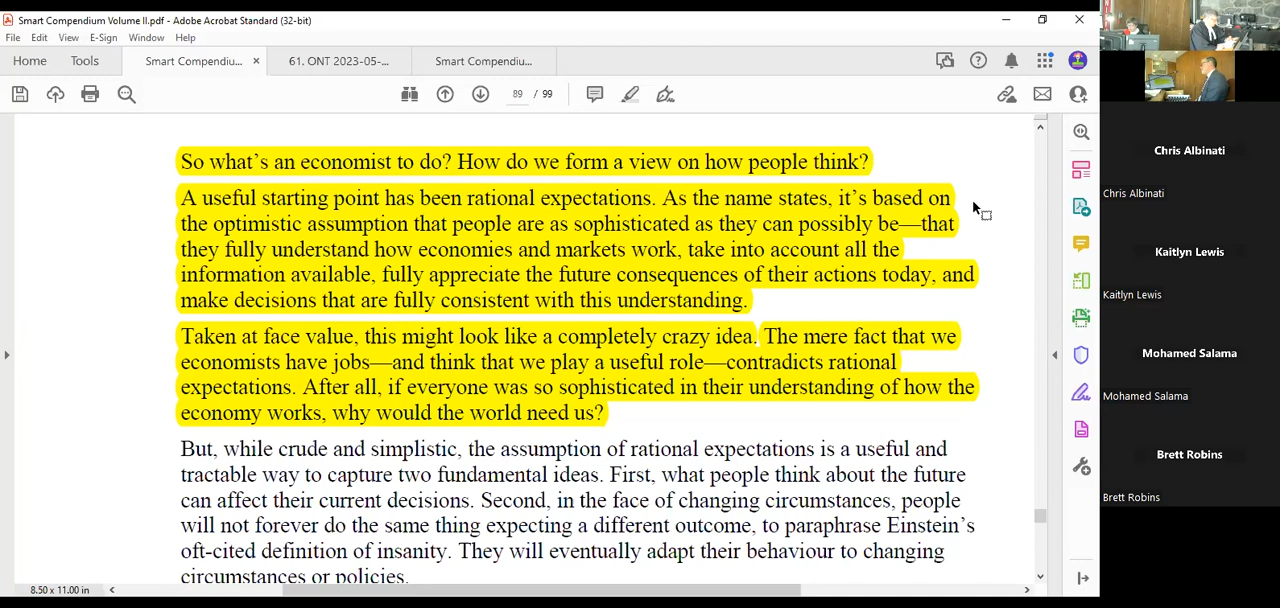 Smart Compendium Volume II.pdf - Adobe Acrobat Standard (32-bit)
File Edit View E-Sign Window Help
Home Tools Smart Compendiu... × 61. ONT 2023-05-... Smart Compendiu...
89 / 99
So what's an economist to do? How do we form a view on how people think?
A useful starting point has been rational expectations. As the name states, it's based on
the optimistic assumption that people are as sophisticated as they can possibly be—that
they fully understand how economies and markets work, take into account all the
information available, fully appreciate the future consequences of their actions today, and
make decisions that are fully consistent with this understanding.
Taken at face value, this might look like a completely crazy idea. The mere fact that we
economists have jobs—and think that we play a useful role—contradicts rational
expectations. After all, if everyone was so sophisticated in their understanding of how the
economy works, why would the world need us?
But, while crude and simplistic, the assumption of rational expectations is a useful and
tractable way to capture two fundamental ideas. First, what people think about the future
can affect their current decisions. Second, in the face of changing circumstances, people
will not forever do the same thing expecting a different outcome, to paraphrase Einstein's
oft-cited definition of insanity. They will eventually adapt their behaviour to changing
circumstances or policies.
8.50 x 11.00 in
Chris Albinati
Chris Albinati
Kaitlyn Lewis
Kaitlyn Lewis
Mohamed Salama
Mohamed Salama
Brett Robins
Brett Robins